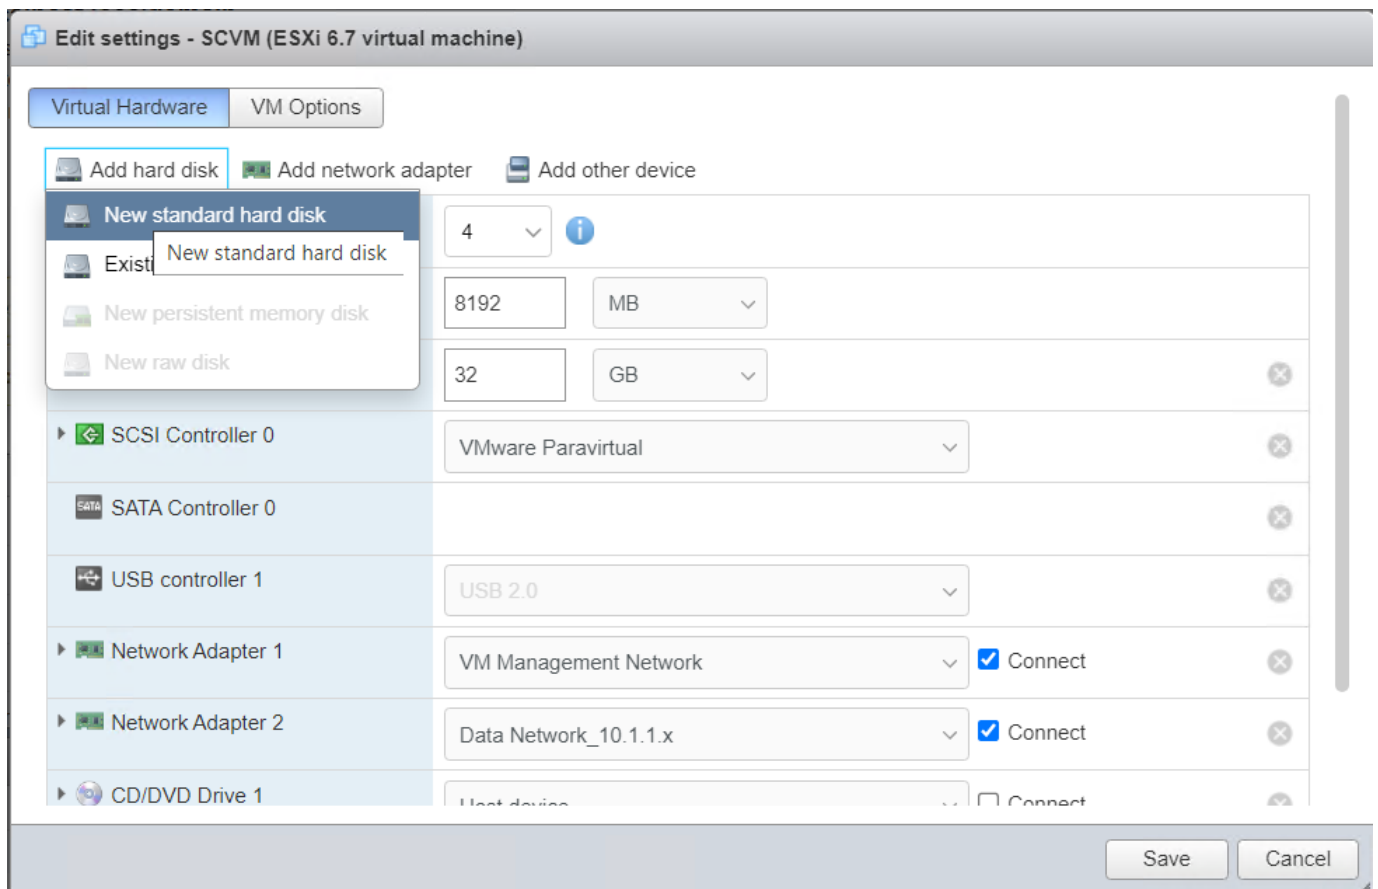 Edit settings - SCVM (ESXi 6.7 virtual machine)
Virtual Hardware
VM Options
Add hard disk
Add network adapter
Add other device
New standard hard disk
New standard hard disk
4
8192
MB
New persistent memory disk
New raw disk
32
GB
SCSI Controller 0
VMware Paravirtual
SATA
SATA Controller 0
USB controller 1
USB 2.0
Network Adapter 1
VM Management Network
Connect
Network Adapter 2
Data Network_10.1.1.x
Connect
CD/DVD Drive 1
Host device
Connect
Save
Cancel